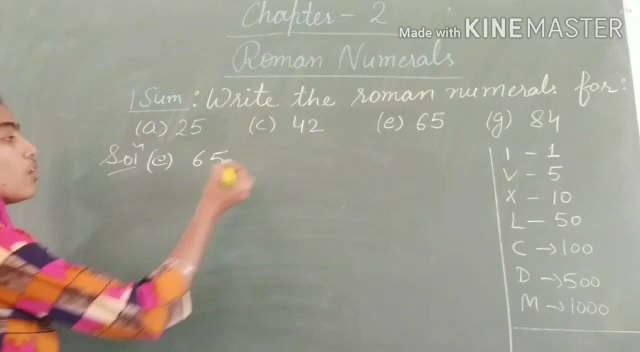 Chapter - 2
Made with KINEMASTER
Roman Numerals
1 Sum : Write the roman numerals for :
(a) 25 (c) 42 (e) 65 (g) 84
Solⁿ (e) 65
I - 1
V - 5
X - 10
L - 50
C → 100
D → 500
M → 1000